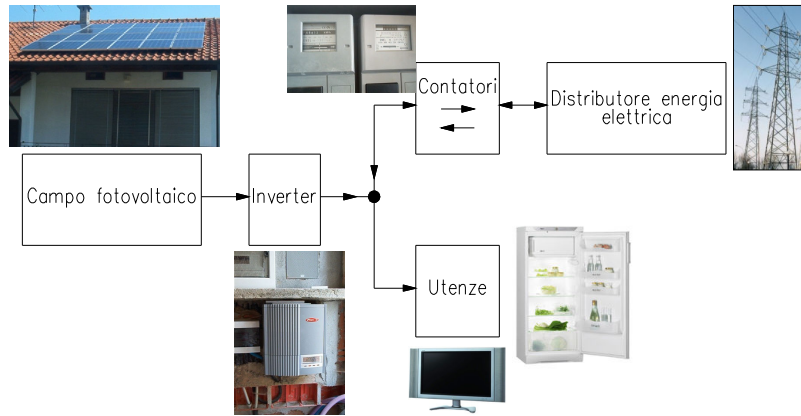 Contatori
Distributore energia
elettrica
Campo fotovoltaico
Inverter
Utenze